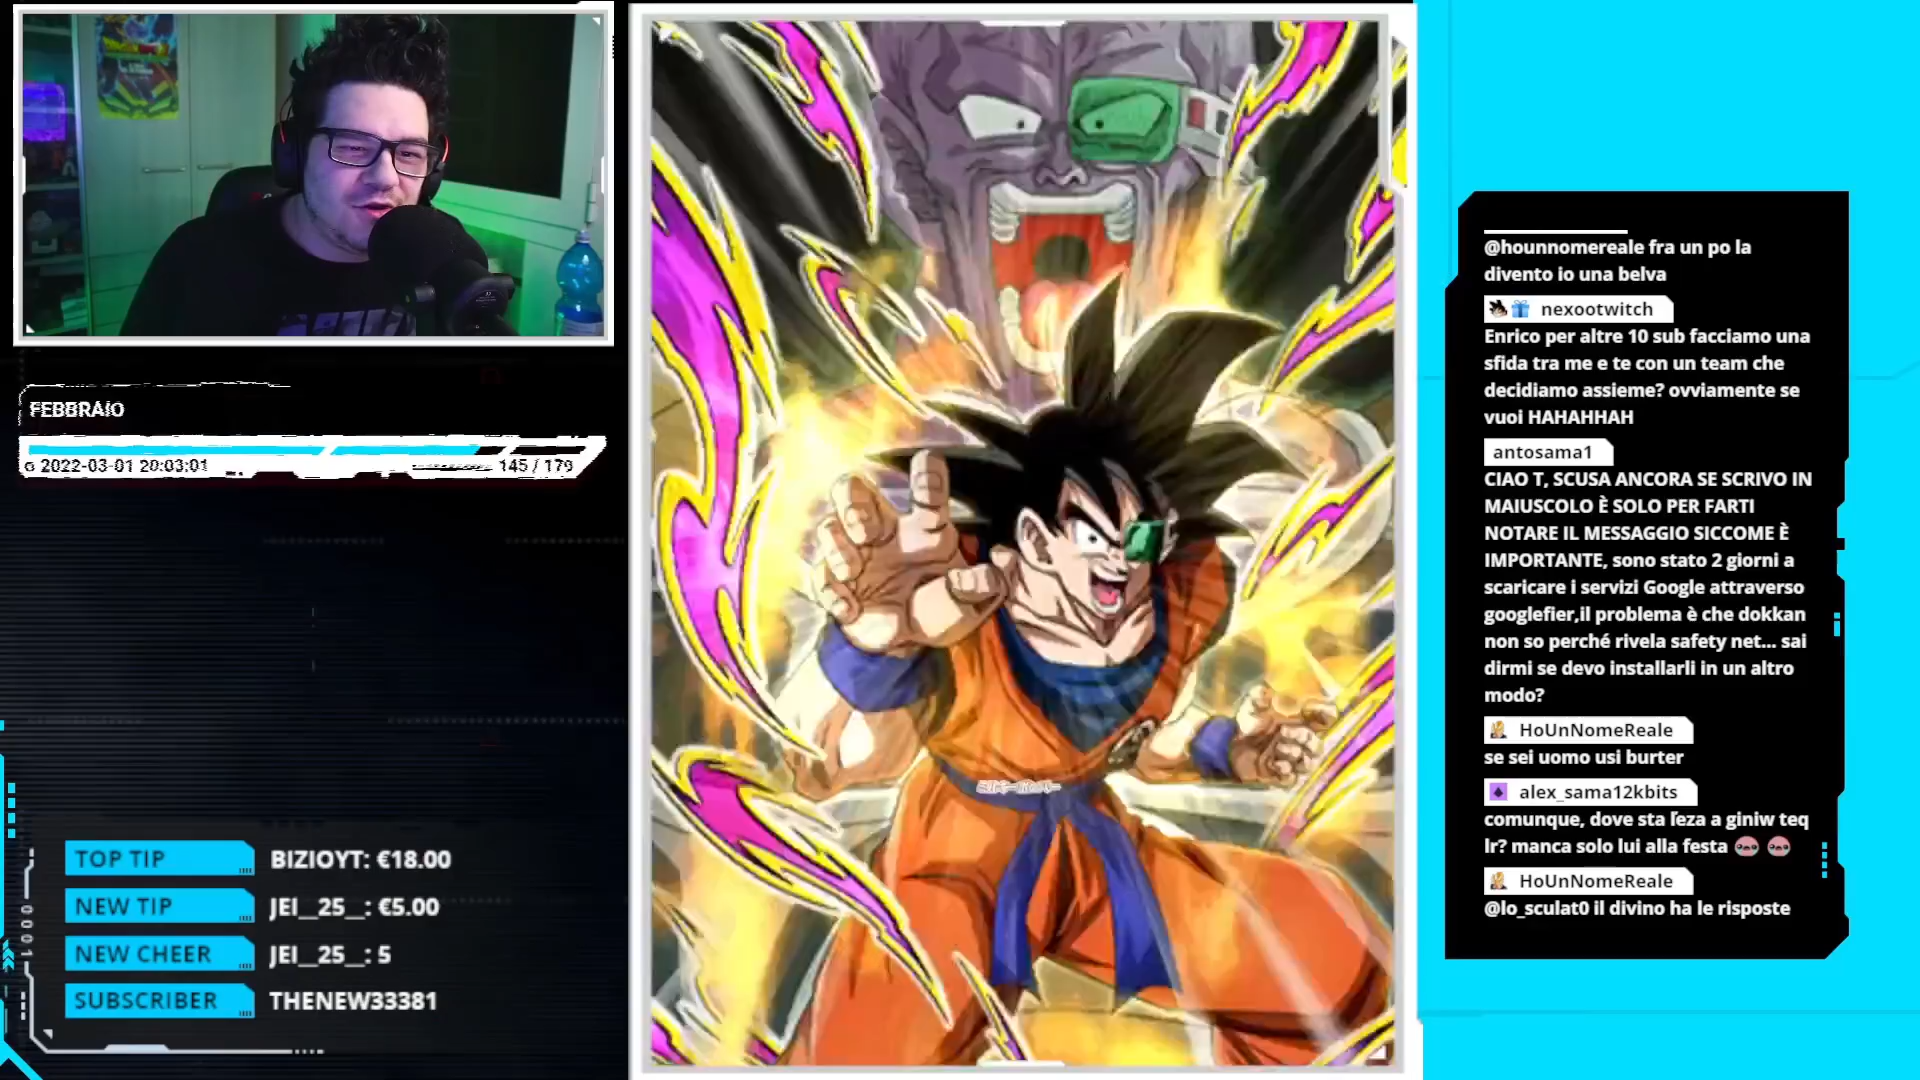 FEBBRAIO
2022-03-01 20:03:01
145 / 179
TOP TIP
BIZIOYT: €18.00
NEW TIP
JEI__25__: €5.00
NEW CHEER
JEI__25__: 5
SUBSCRIBER
THENEW33381
0001
@hounnomereale fra un po la
divento io una belva
nexootwitch
Enrico per altre 10 sub facciamo una
sfida tra me e te con un team che
decidiamo assieme? ovviamente se
vuoi HAHAHHAH
antosama1
CIAO T, SCUSA ANCORA SE SCRIVO IN
MAIUSCOLO È SOLO PER FARTI
NOTARE IL MESSAGGIO SICCOME È
IMPORTANTE, sono stato 2 giorni a
scaricare i servizi Google attraverso
googlefier,il problema è che dokkan
non so perché rivela safety net... sai
dirmi se devo installarli in un altro
modo?
HoUnNomeReale
se sei uomo usi burter
alex_sama12kbits
comunque, dove sta l'eza a giniw teq
lr? manca solo lui alla festa
HoUnNomeReale
@lo_sculat0 il divino ha le risposte